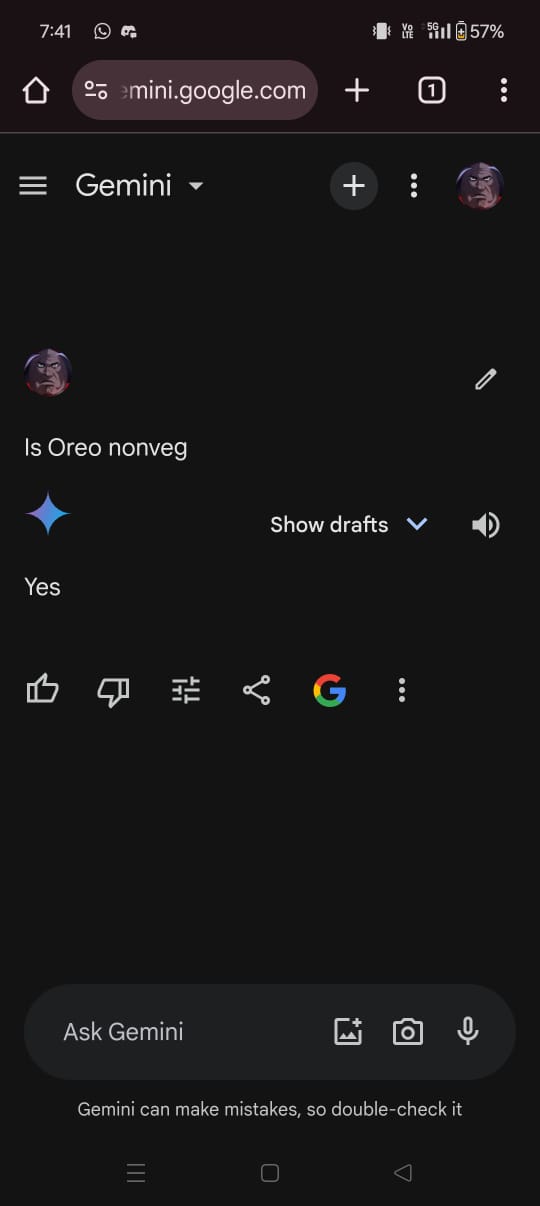 7:41 Vo LTE 5G 57%
emini.google.com 1
Gemini
Is Oreo nonveg
Show drafts
Yes
Ask Gemini
Gemini can make mistakes, so double-check it